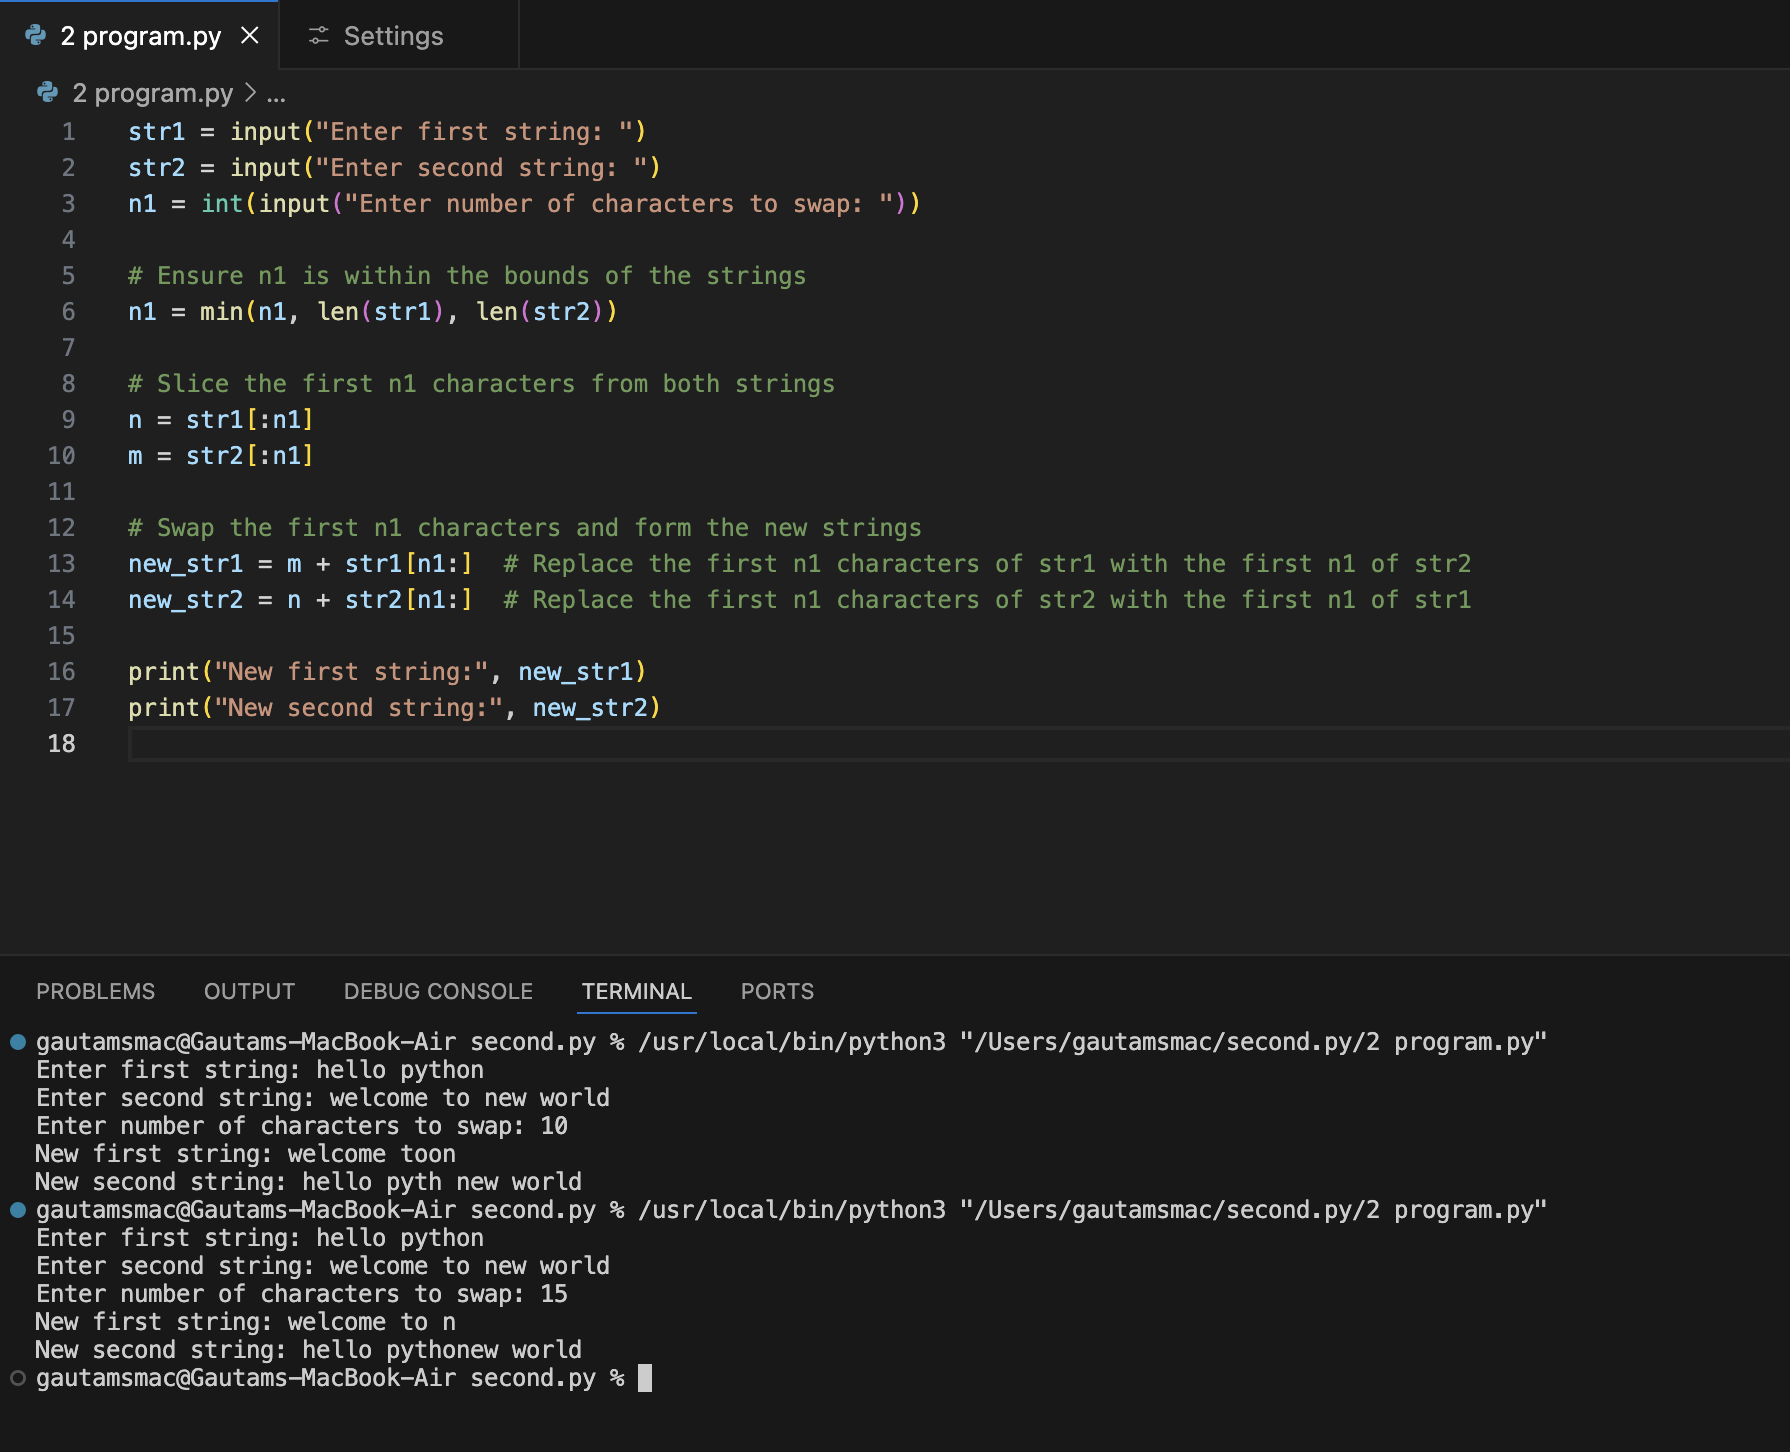 2 program.py
Settings
2 program.py > ...
1 str1 = input("Enter first string: ")
2 str2 = input("Enter second string: ")
3 n1 = int(input("Enter number of characters to swap: "))
4
5 # Ensure n1 is within the bounds of the strings
6 n1 = min(n1, len(str1), len(str2))
7
8 # Slice the first n1 characters from both strings
9 n = str1[:n1]
10 m = str2[:n1]
11
12 # Swap the first n1 characters and form the new strings
13 new_str1 = m + str1[n1:]  # Replace the first n1 characters of str1 with the first n1 of str2
14 new_str2 = n + str2[n1:]  # Replace the first n1 characters of str2 with the first n1 of str1
15
16 print("New first string:", new_str1)
17 print("New second string:", new_str2)
18
PROBLEMS OUTPUT DEBUG CONSOLE TERMINAL PORTS
gautamsmac@Gautams-MacBook-Air second.py % /usr/local/bin/python3 "/Users/gautamsmac/second.py/2 program.py"
Enter first string: hello python
Enter second string: welcome to new world
Enter number of characters to swap: 10
New first string: welcome toon
New second string: hello pyth new world
gautamsmac@Gautams-MacBook-Air second.py % /usr/local/bin/python3 "/Users/gautamsmac/second.py/2 program.py"
Enter first string: hello python
Enter second string: welcome to new world
Enter number of characters to swap: 15
New first string: welcome to n
New second string: hello pythonew world
gautamsmac@Gautams-MacBook-Air second.py %